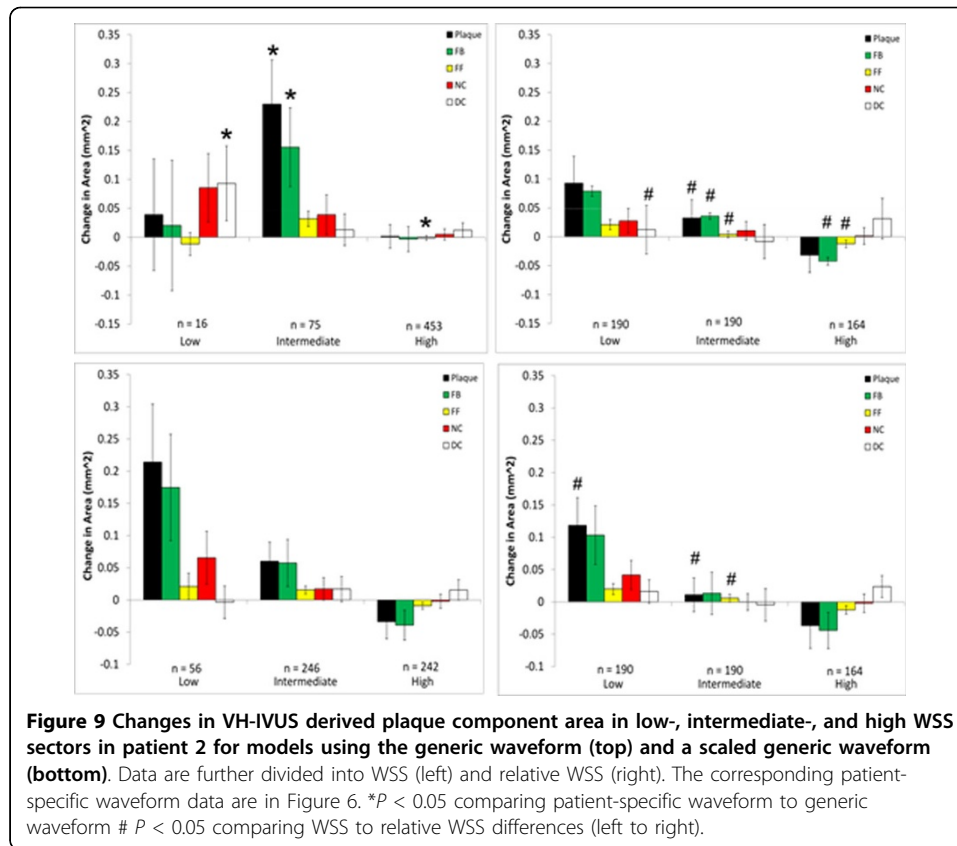 0.35
0.3
0.25
0.2
0.15
0.1
0.05
0
-0.05
-0.1
-0.15
Change in Area (mm^2)
Plaque
FB
FF
NC
DC
*
*
*
*
n = 16
Low
n = 75
Intermediate
n = 453
High
0.35
0.3
0.25
0.2
0.15
0.1
0.05
0
-0.05
-0.1
-0.15
Change in Area (mm^2)
Plaque
FB
FF
NC
DC
#
#
#
#
#
#
n = 190
Low
n = 190
Intermediate
n = 164
High
0.35
0.3
0.25
0.2
0.15
0.1
0.05
0
-0.05
-0.1
Change in Area (mm^2)
Plaque
FB
FF
NC
DC
n = 56
Low
n = 246
Intermediate
n = 242
High
0.35
0.3
0.25
0.2
0.15
0.1
0.05
0
-0.05
-0.1
Change in Area (mm^2)
Plaque
FB
FF
NC
DC
#
#
#
n = 190
Low
n = 190
Intermediate
n = 164
High
Figure 9 Changes in VH-IVUS derived plaque component area in low-, intermediate-, and high WSS
sectors in patient 2 for models using the generic waveform (top) and a scaled generic waveform
(bottom). Data are further divided into WSS (left) and relative WSS (right). The corresponding patient-
specific waveform data are in Figure 6. *P < 0.05 comparing patient-specific waveform to generic
waveform # P < 0.05 comparing WSS to relative WSS differences (left to right).